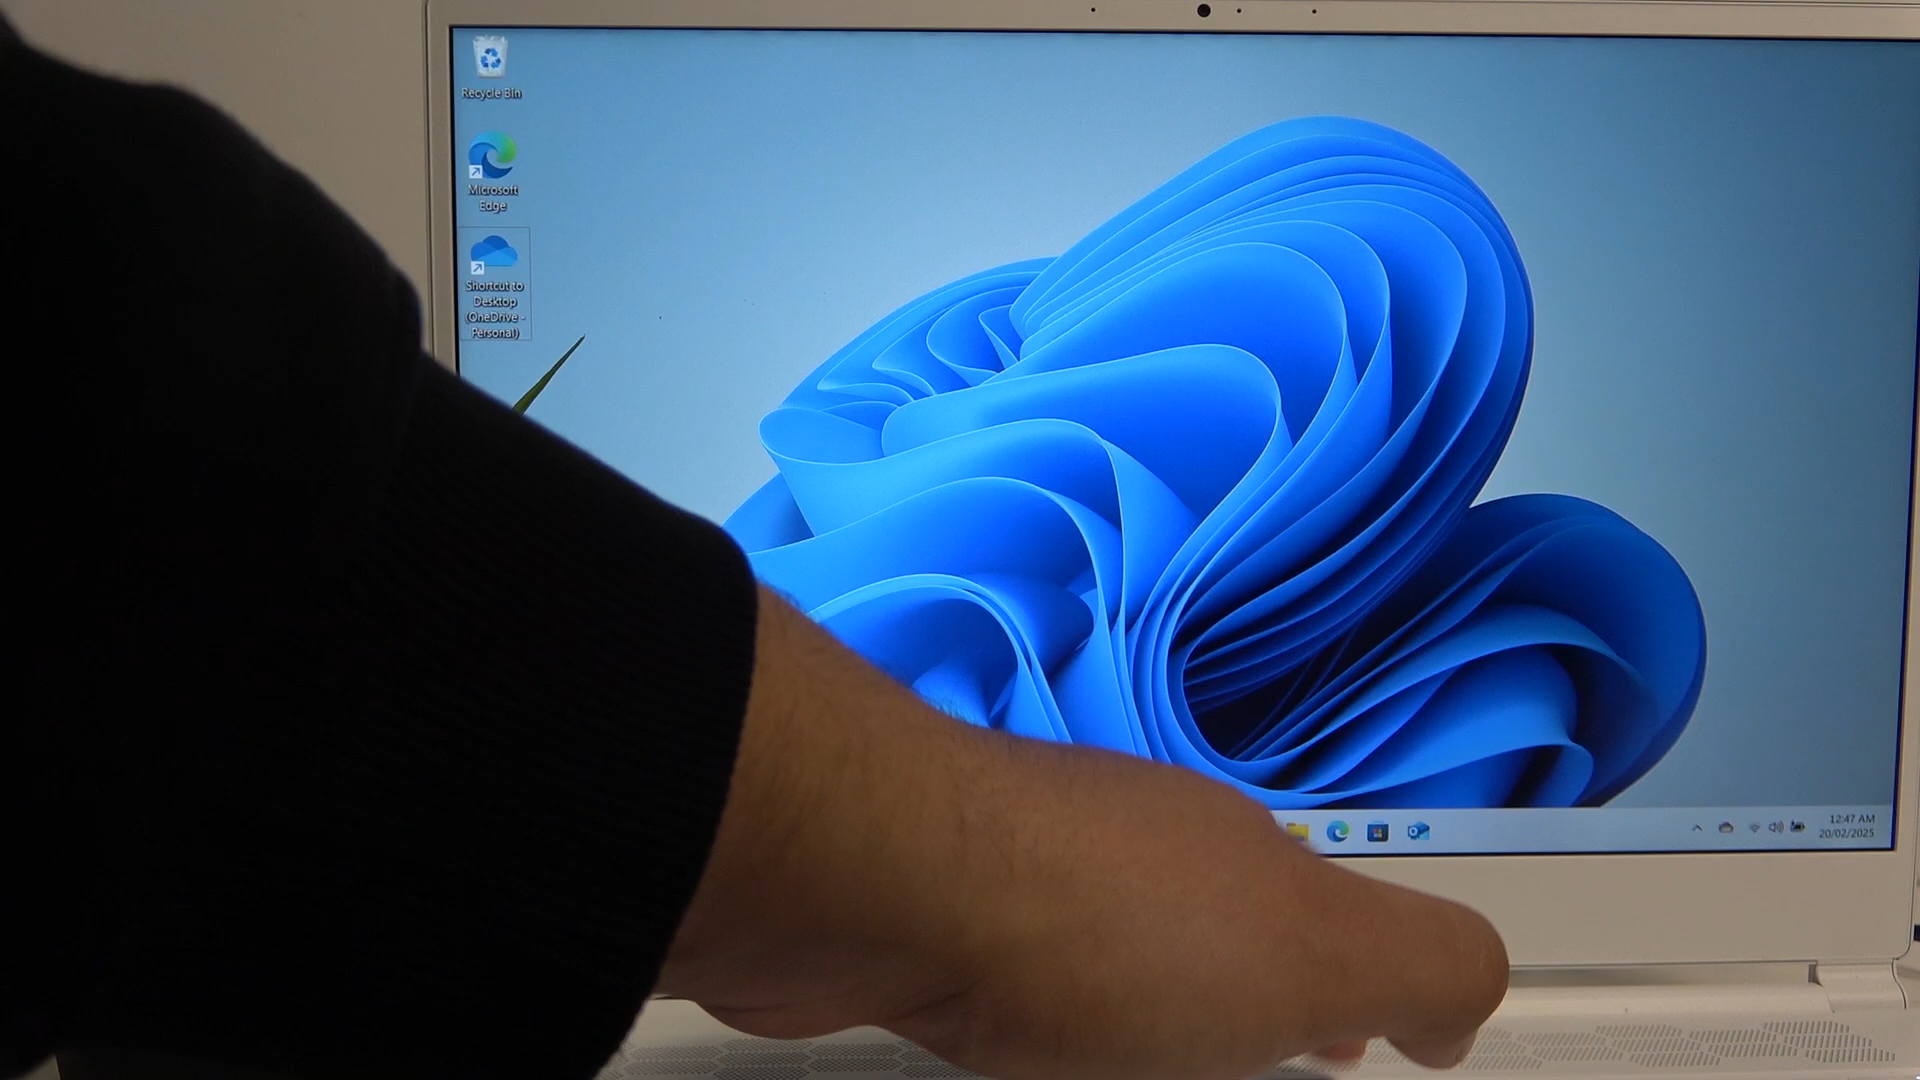 Recycle Bin
Microsoft
Edge
Shortcut to
Desktop
(OneDrive -
Personal)
12:47 AM
20/02/2025